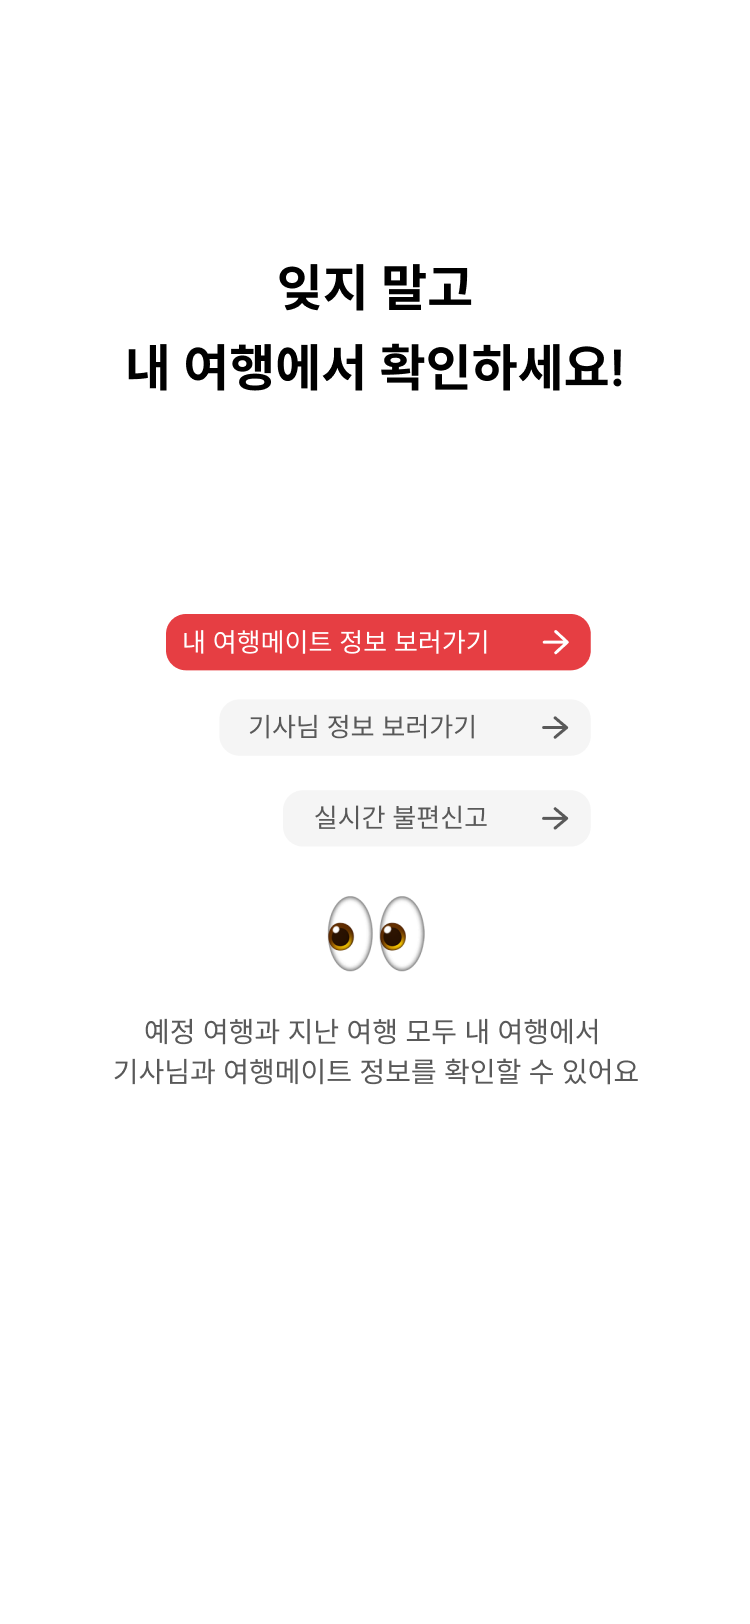 잊지 말고
내 여행에서 확인하세요!
내 여행메이트 정보 보러가기
기사님 정보 보러가기
실시간 불편신고
예정 여행과 지난 여행 모두 내 여행에서
기사님과 여행메이트 정보를 확인할 수 있어요